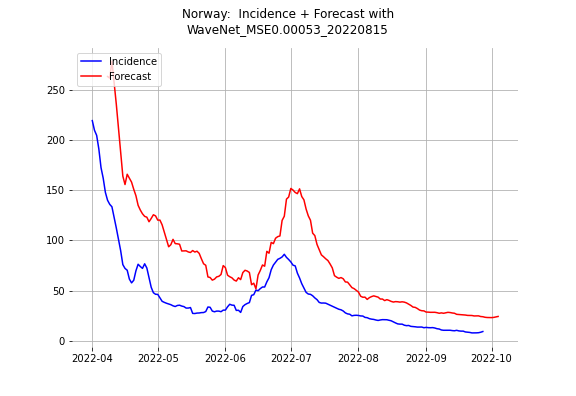 Norway:  Incidence + Forecast with
WaveNet_MSE0.00053_20220815
Incidence
Forecast
250
200
150
100
50
0
2022-04 2022-05 2022-06 2022-07 2022-08 2022-09 2022-10